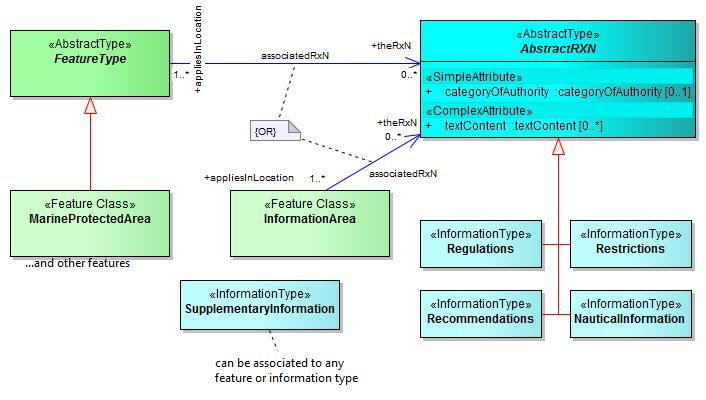 «AbstractType»
FeatureType
+appliesInLocation
1..*
associatedRxN
+theRxN
0..*
«AbstractType»
AbstractRXN
«SimpleAttribute»
+ categoryOfAuthority :categoryOfAuthority [0..1]
«ComplexAttribute»
+ textContent :textContent [0..*]
{OR}
+theRxN
0..*
+appliesInLocation
1..*
associatedRxN
«Feature Class»
MarineProtectedArea
...and other features
«Feature Class»
InformationArea
«InformationType»
Regulations
«InformationType»
Restrictions
«InformationType»
SupplementaryInformation
«InformationType»
Recommendations
«InformationType»
NauticalInformation
can be associated to any
feature or information type